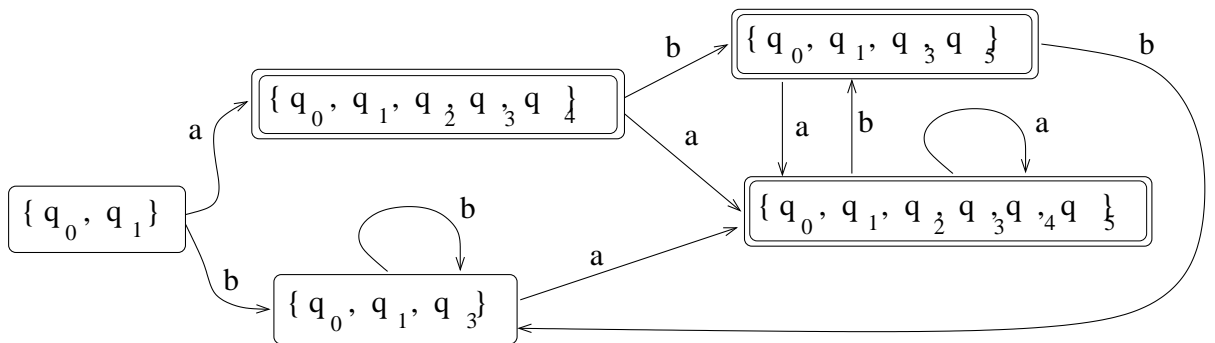 { q0, q1, q3, q5}
b
b
{ q0, q1, q2, q3, q4}
a
a
b
a
a
{ q0, q1}
{ q0, q1, q2, q3, q4, q5}
b
b
a
{ q0, q1, q3}